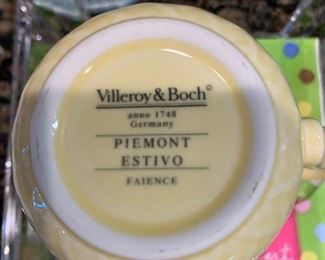 Villeroy & Boch©
anno 1748
Germany
PIEMONT
ESTIVO
FAIENCE